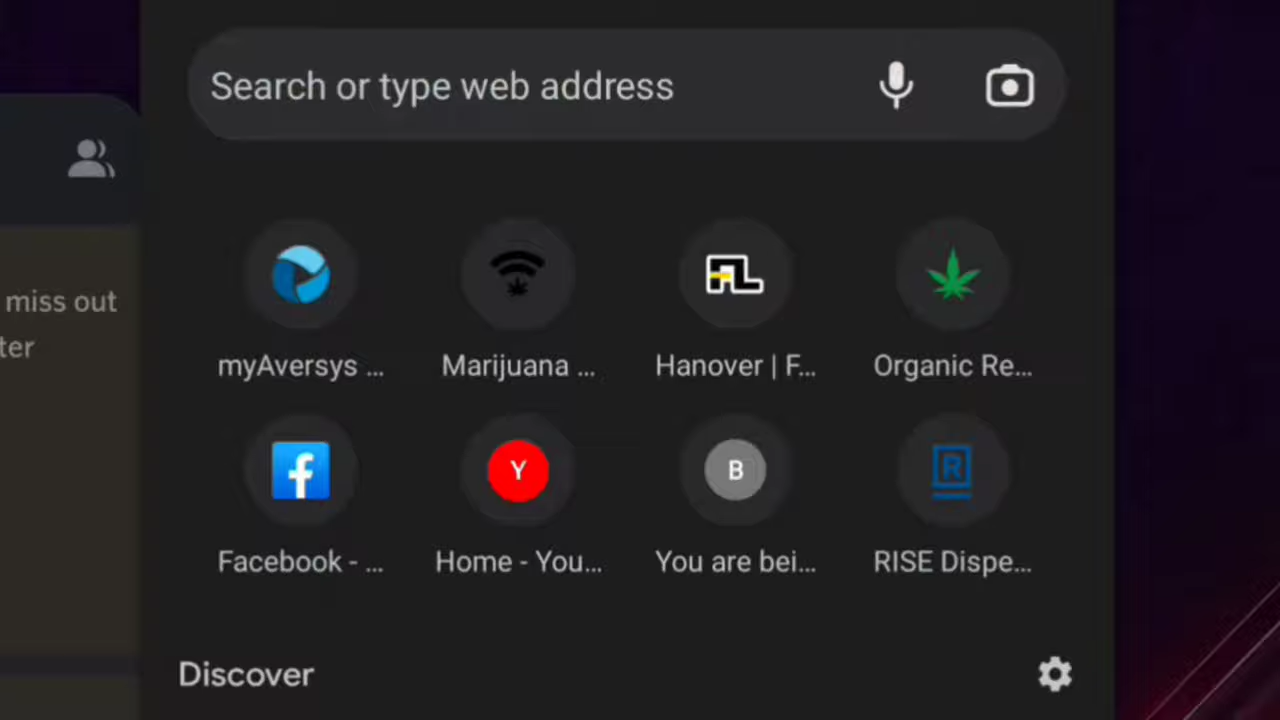 Search or type web address
miss out
ter
myAversys ...
Marijuana ...
FL
Hanover | F...
Organic Re...
f
Y
B
R
Facebook - ...
Home - You...
You are bei...
RISE Dispe...
Discover